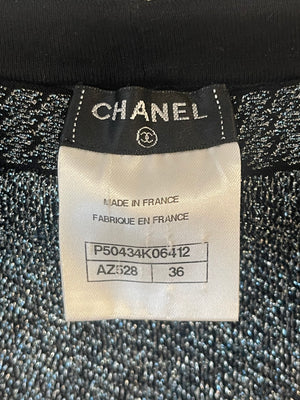 CHANEL
MADE IN FRANCE
FABRIQUE EN FRANCE
P50434K06412
AZ528 36